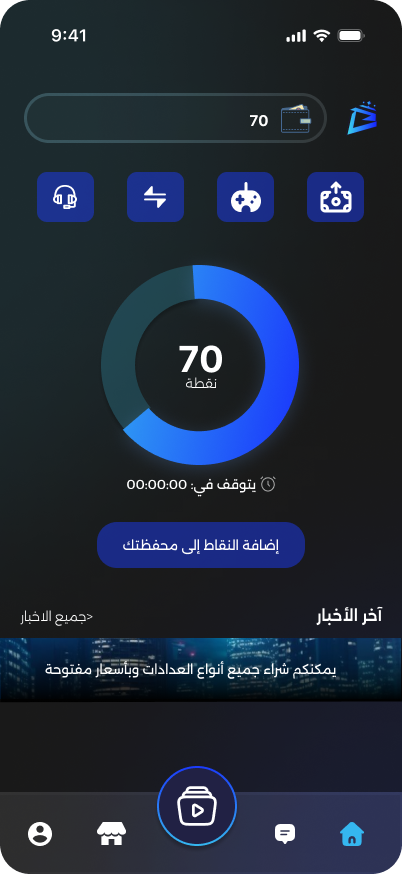 9:41
70
70
نقطة
يتوقف في: 00:00:00
إضافة النقاط إلى محفظتك
آخر الأخبار
جميع الاخبار>
يمكنكم شراء جميع أنواع العدادات وبأسعار مفتوحة